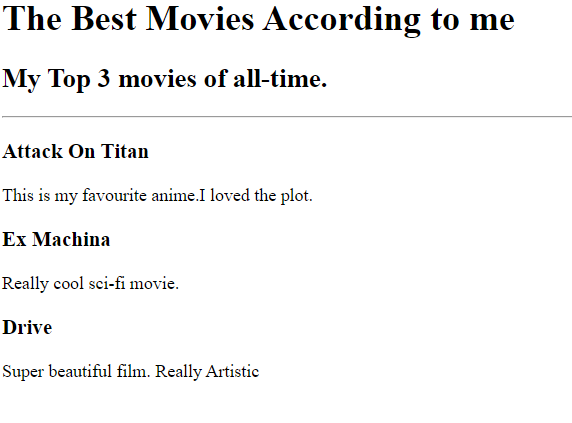 The Best Movies According to me
My Top 3 movies of all-time.
Attack On Titan
This is my favourite anime.I loved the plot.
Ex Machina
Really cool sci-fi movie.
Drive
Super beautiful film. Really Artistic